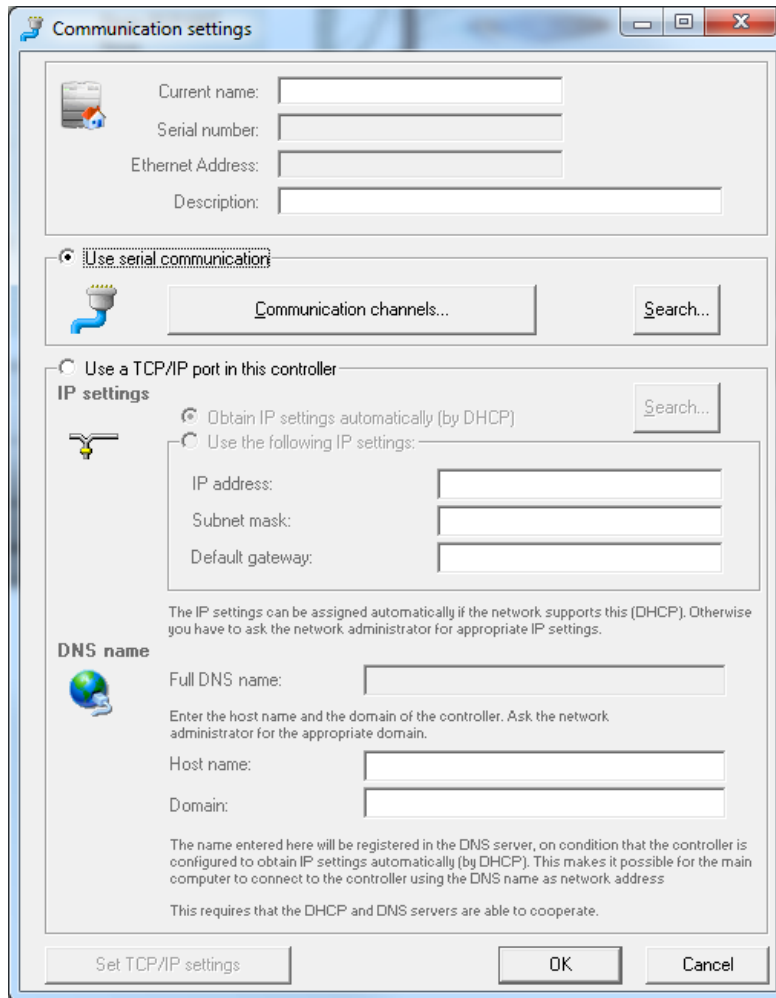 Communication settings
Current name:
Serial number:
Ethernet Address:
Description:
Use serial communication
Communication channels...
Search...
Use a TCP/IP port in this controller
IP settings
Search...
Obtain IP settings automatically (by DHCP)
Use the following IP settings:
IP address:
Subnet mask:
Default gateway:
The IP settings can be assigned automatically if the network supports this (DHCP). Otherwise
you have to ask the network administrator for appropriate IP settings.
DNS name
Full DNS name:
Enter the host name and the domain of the controller. Ask the network
administrator for the appropriate domain.
Host name:
Domain:
The name entered here will be registered in the DNS server, on condition that the controller is
configured to obtain IP settings automatically (by DHCP). This makes it possible for the main
computer to connect to the controller using the DNS name as network address
This requires that the DHCP and DNS servers are able to cooperate.
Set TCP/IP settings
OK
Cancel